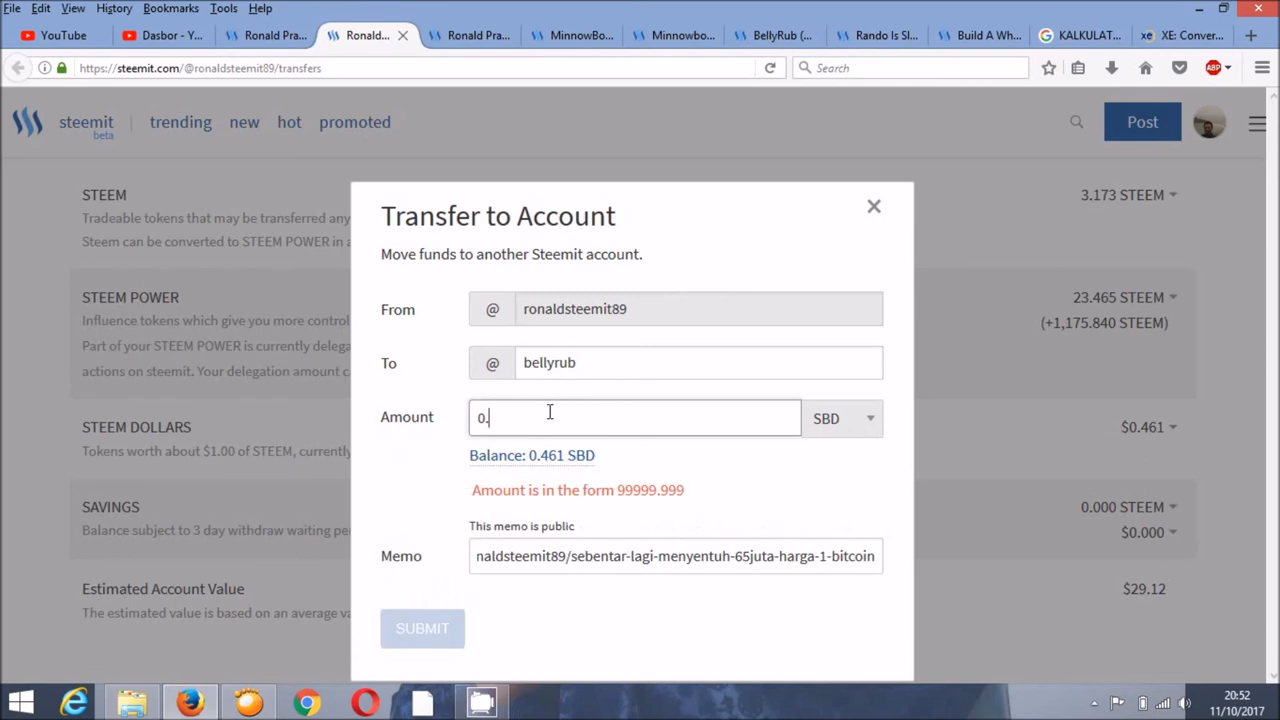 File Edit View History Bookmarks Tools Help
YouTube Dasbor - Y... Ronald Pra... Ronald... Ronald Pra... MinnowBo... Minnowbo... BellyRub (... Rando Is Sl... Build A Wh... KALKULAT... XE: Conver...
https://steemit.com/@ronaldsteemit89/transfers Search ABP
steemit beta trending new hot promoted Post
STEEM 3.173 STEEM
Tradeable tokens that may be transferred any
Steem can be converted to STEEM POWER in a
STEEM POWER 23.465 STEEM
Influence tokens which give you more control (+1,175.840 STEEM)
Part of your STEEM POWER is currently delega
actions on steemit. Your delegation amount c
STEEM DOLLARS $0.461
Tokens worth about $1.00 of STEEM, currently
SAVINGS 0.000 STEEM
Balance subject to 3 day withdraw waiting pe $0.000
Estimated Account Value $29.12
The estimated value is based on an average va
Transfer to Account
Move funds to another Steemit account.
From @ ronaldsteemit89
To @ bellyrub
Amount 0. SBD
Balance: 0.461 SBD
Amount is in the form 99999.999
This memo is public
Memo naldsteemit89/sebentar-lagi-menyentuh-65juta-harga-1-bitcoin
SUBMIT
20:52
11/10/2017